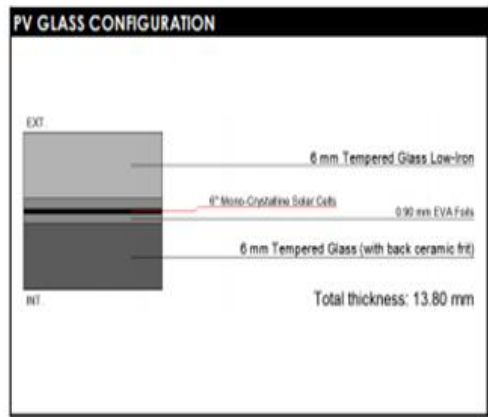 PV GLASS CONFIGURATION
EXT.
6 mm Tempered Glass Low-Iron
6" Mono-Crystalline Solar Cells
0.90 mm EVA Foils
6 mm Tempered Glass (with back ceramic frit)
INT.
Total thickness: 13.80 mm